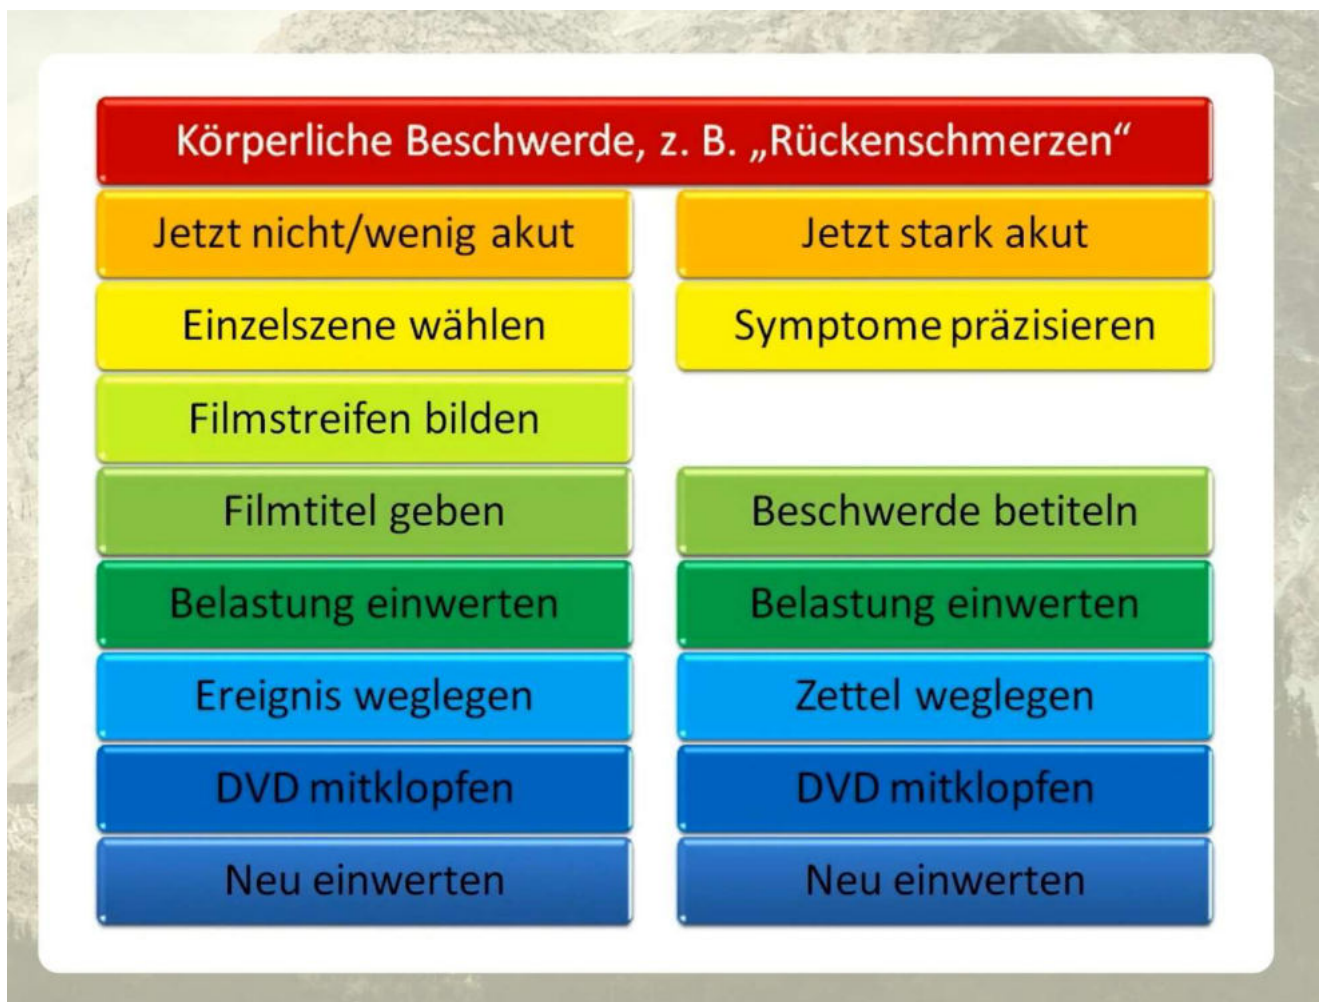 Körperliche Beschwerde, z. B. „Rückenschmerzen“
Jetzt nicht/wenig akut
Jetzt stark akut
Einzelszene wählen
Symptome präzisieren
Filmstreifen bilden
Filmtitel geben
Beschwerde betiteln
Belastung einwerten
Belastung einwerten
Ereignis weglegen
Zettel weglegen
DVD mitklopfen
DVD mitklopfen
Neu einwerten
Neu einwerten